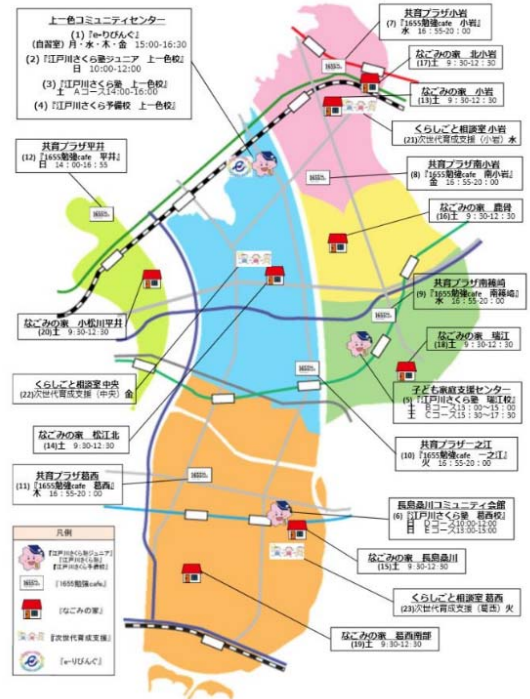 上一色コミュニティセンター
(1)『e-りびんぐ』
(自習室) 月・水・木・金 15:00-16:30
(2)『江戸川さくら塾ジュニア 上一色校』
日 10:00-12:00
(3)『江戸川さくら塾 上一色校』
土 Aコース14:00-16:00
(4)『江戸川さくら予備校 上一色校』
共育プラザ小岩
(7)『1655勉強cafe 小岩』
水 16:55-20:00
なごみの家 北小岩
(17)土 9:30-12:30
なごみの家 小岩
(13)土 9:30-12:30
くらしごと相談室 小岩
(21)次世代育成支援(小岩) 水
共育プラザ平井
(12)『1655勉強cafe 平井』
日 14:00-16:55
共育プラザ南小岩
(8)『1655勉強cafe 南小岩』
金 16:55-20:00
なごみの家 鹿骨
(16)土 9:30-12:30
共育プラザ南篠崎
(9)『1655勉強cafe 南篠崎』
水 16:55-20:00
なごみの家 小松川平井
(20)土 9:30-12:30
なごみの家 瑞江
(18)土 9:30-12:30
くらしごと相談室 中央
(22)次世代育成支援(中央) 金
子ども家庭支援センター
(5)『江戸川さくら塾 瑞江校』
土 Bコース13:00~15:00
土 Cコース15:30~17:30
なごみの家 松江北
(14)土 9:30-12:30
共育プラザ一之江
(10)『1655勉強cafe 一之江』
火 16:55-20:00
共育プラザ葛西
(11)『1655勉強cafe 葛西』
木 16:55-20:00
長島桑川コミュニティ会館
(6)『江戸川さくら塾 葛西校』
日 Dコース10:00-12:00
日 Eコース13:00-15:00
なごみの家 長島桑川
(15)土 9:30-12:30
くらしごと相談室 葛西
(23)次世代育成支援(葛西) 火
なごみの家 葛西南部
(19)土 9:30-12:30
凡例
『江戸川さくら塾ジュニア』
『江戸川さくら塾』
『江戸川さくら予備校』
『1655勉強cafe』
『なごみの家』
『次世代育成支援』
『e-りびんぐ』